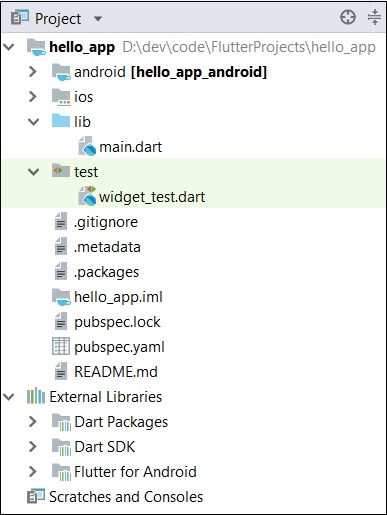 Project
hello_app D:\dev\code\FlutterProjects\hello_app
android [hello_app_android]
ios
lib
main.dart
test
widget_test.dart
.gitignore
.metadata
.packages
hello_app.iml
pubspec.lock
pubspec.yaml
README.md
External Libraries
Dart Packages
Dart SDK
Flutter for Android
Scratches and Consoles